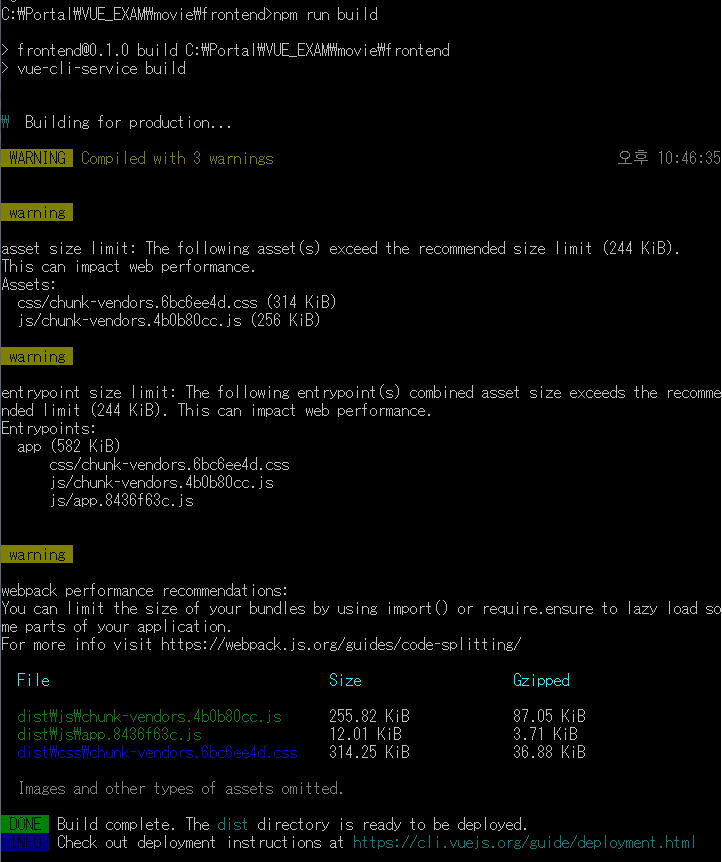 C:₩Portal₩VUE_EXAM₩movie₩frontend>npm run build
> frontend@0.1.0 build C:₩Portal₩VUE_EXAM₩movie₩frontend
> vue-cli-service build
₩  Building for production...
WARNING  Compiled with 3 warnings 오후 10:46:35
warning
asset size limit: The following asset(s) exceed the recommended size limit (244 KiB).
This can impact web performance.
Assets:
css/chunk-vendors.6bc6ee4d.css (314 KiB)
js/chunk-vendors.4b0b80cc.js (256 KiB)
warning
entrypoint size limit: The following entrypoint(s) combined asset size exceeds the recomme
nded limit (244 KiB). This can impact web performance.
Entrypoints:
app (582 KiB)
css/chunk-vendors.6bc6ee4d.css
js/chunk-vendors.4b0b80cc.js
js/app.8436f63c.js
warning
webpack performance recommendations:
You can limit the size of your bundles by using import() or require.ensure to lazy load so
me parts of your application.
For more info visit https://webpack.js.org/guides/code-splitting/
File Size Gzipped
dist₩js₩chunk-vendors.4b0b80cc.js 255.82 KiB 87.05 KiB
dist₩js₩app.8436f63c.js 12.01 KiB 3.71 KiB
dist₩css₩chunk-vendors.6bc6ee4d.css 314.25 KiB 36.88 KiB
Images and other types of assets omitted.
DONE  Build complete. The dist directory is ready to be deployed.
INFO  Check out deployment instructions at https://cli.vuejs.org/guide/deployment.html